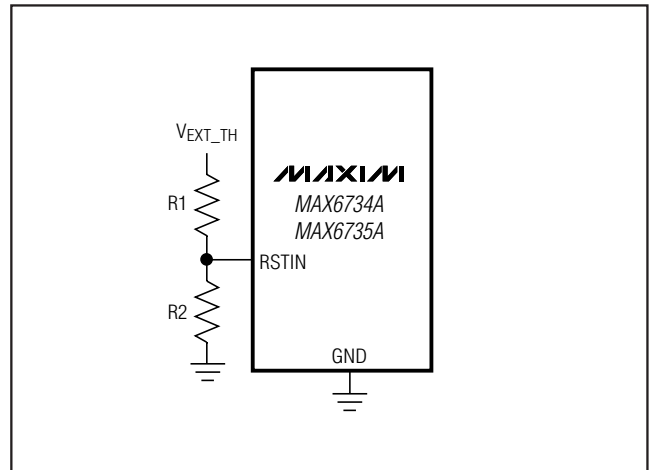 VEXT_TH
R1
MAXIM
MAX6734A
MAX6735A
RSTIN
R2
GND